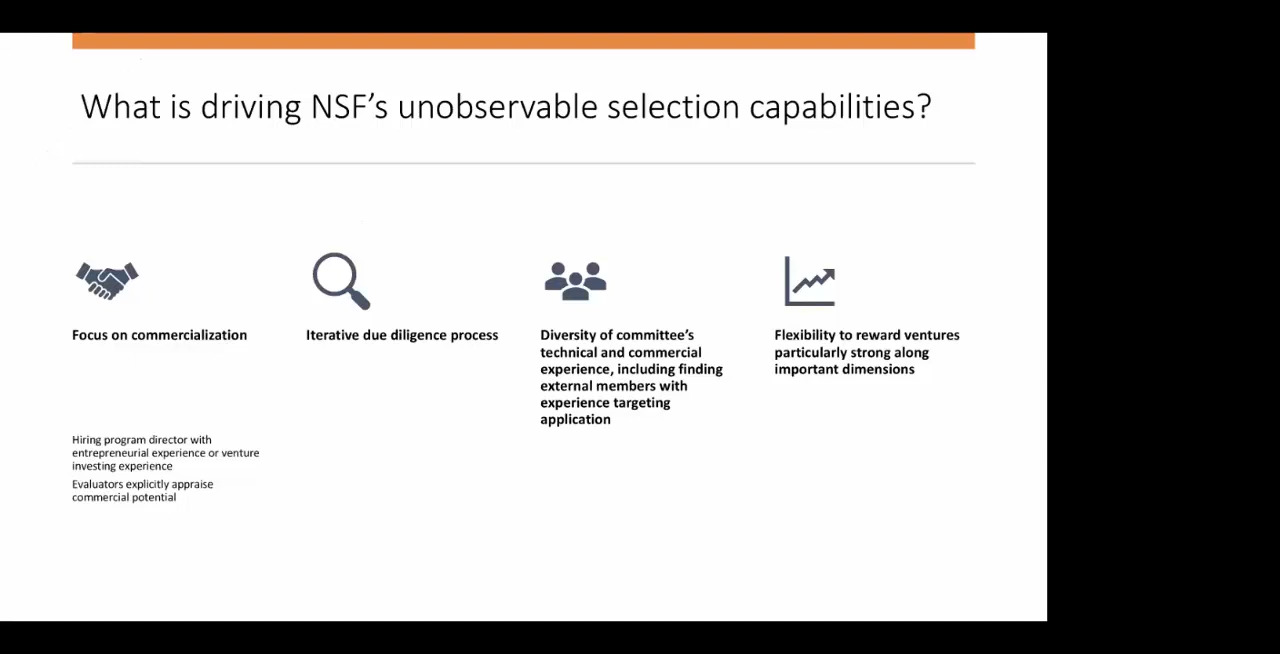 What is driving NSF's unobservable selection capabilities?
Focus on commercialization
Hiring program director with
entrepreneurial experience or venture
investing experience
Evaluators explicitly appraise
commercial potential
Iterative due diligence process
Diversity of committee's
technical and commercial
experience, including finding
external members with
experience targeting
application
Flexibility to reward ventures
particularly strong along
important dimensions